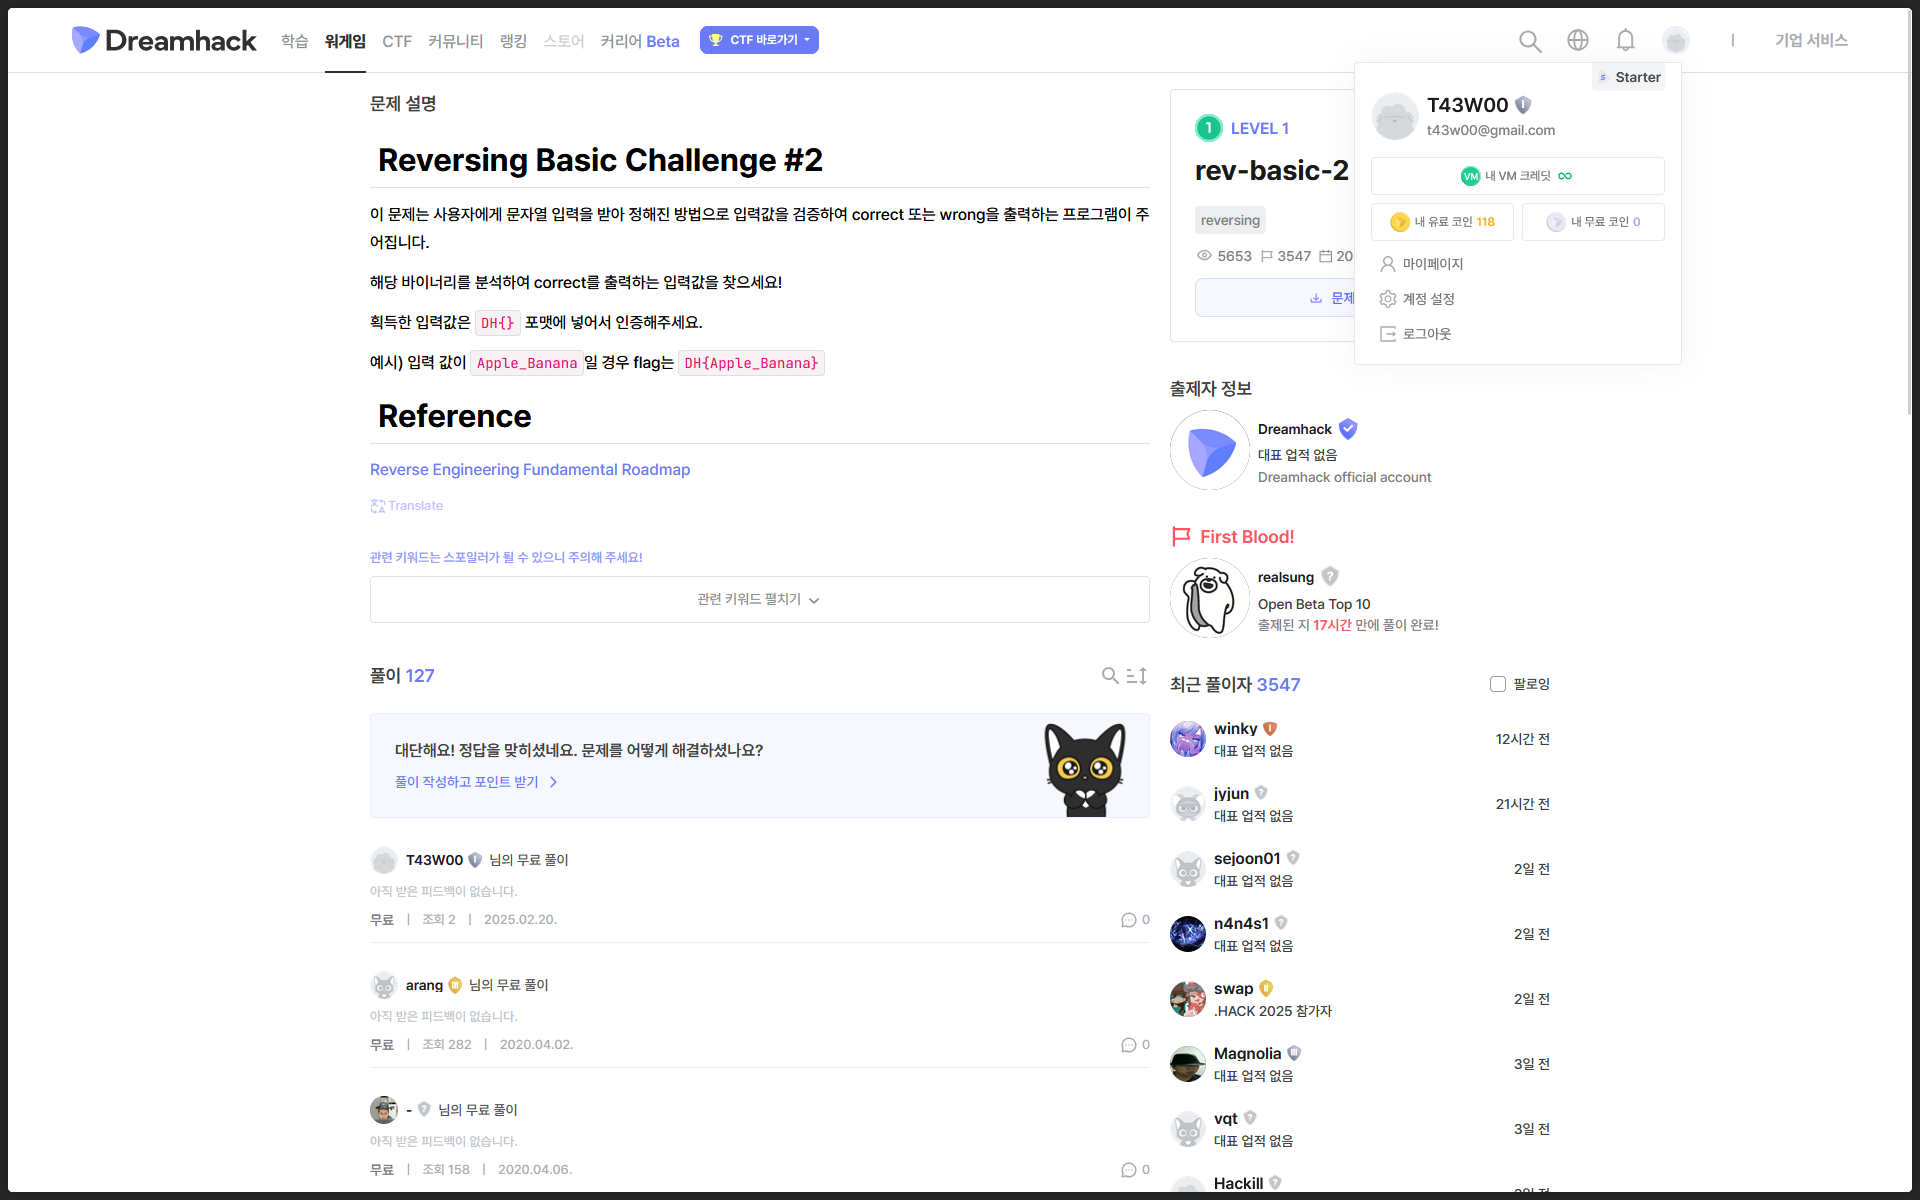 Dreamhack
학습 워게임 CTF 커뮤니티 랭킹 스토어 커리어 Beta CTF 바로가기
기업 서비스
Starter
T43W00
t43w00@gmail.com
VM 내 VM 크레딧 ∞
내 유료 코인 118 내 무료 코인 0
마이페이지
계정 설정
로그아웃
문제 설명
Reversing Basic Challenge #2
이 문제는 사용자에게 문자열 입력을 받아 정해진 방법으로 입력값을 검증하여 correct 또는 wrong을 출력하는 프로그램이 주
어집니다.
해당 바이너리를 분석하여 correct를 출력하는 입력값을 찾으세요!
획득한 입력값은 DH{} 포맷에 넣어서 인증해주세요.
예시) 입력 값이 Apple_Banana일 경우 flag는 DH{Apple_Banana}
Reference
Reverse Engineering Fundamental Roadmap
Translate
관련 키워드는 스포일러가 될 수 있으니 주의해 주세요!
관련 키워드 펼치기
풀이 127
대단해요! 정답을 맞히셨네요. 문제를 어떻게 해결하셨나요?
풀이 작성하고 포인트 받기
T43W00 님의 무료 풀이
아직 받은 피드백이 없습니다.
무료 | 조회 2 | 2025.02.20. 0
arang 님의 무료 풀이
아직 받은 피드백이 없습니다.
무료 | 조회 282 | 2020.04.02. 0
- 님의 무료 풀이
아직 받은 피드백이 없습니다.
무료 | 조회 158 | 2020.04.06. 0
1 LEVEL 1
rev-basic-2
reversing
5653 3547 20
문제
출제자 정보
Dreamhack
대표 업적 없음
Dreamhack official account
First Blood!
realsung
Open Beta Top 10
출제된 지 17시간 만에 풀이 완료!
최근 풀이자 3547 팔로잉
winky
대표 업적 없음
12시간 전
jyjun
대표 업적 없음
21시간 전
sejoon01
대표 업적 없음
2일 전
n4n4s1
대표 업적 없음
2일 전
swap
.HACK 2025 참가자
2일 전
Magnolia
대표 업적 없음
3일 전
vqt
대표 업적 없음
3일 전
Hackill